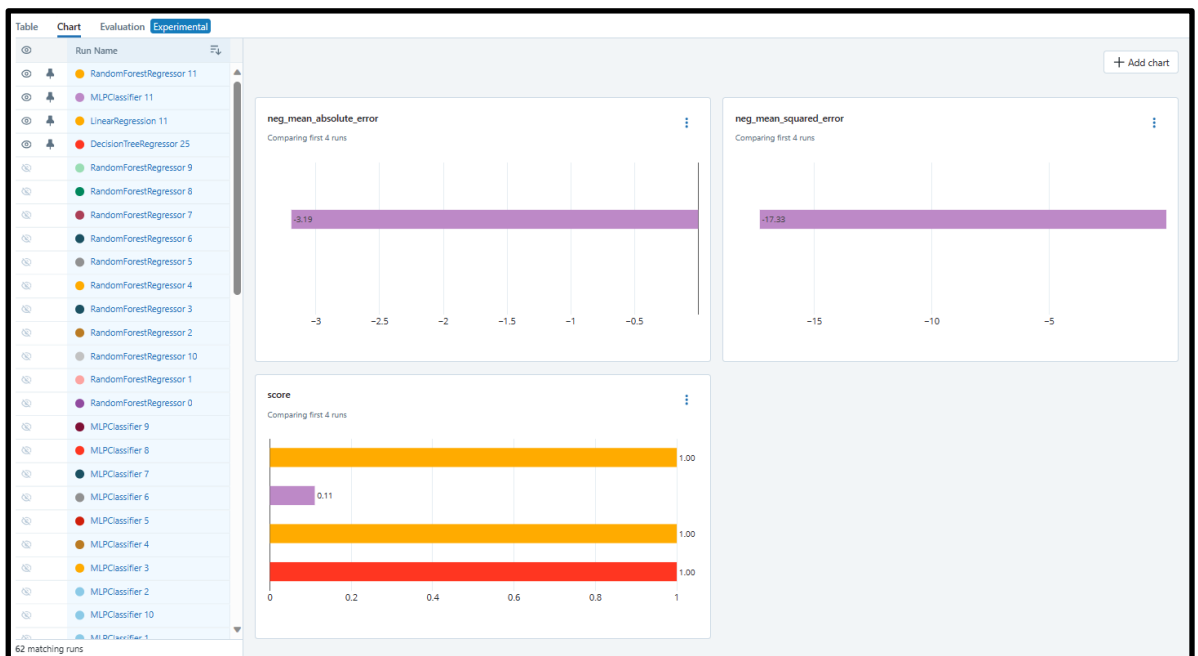 Table Chart Evaluation Experimental
Run Name
RandomForestRegressor 11
MLPClassifier 11
LinearRegression 11
DecisionTreeRegressor 25
RandomForestRegressor 9
RandomForestRegressor 8
RandomForestRegressor 7
RandomForestRegressor 6
RandomForestRegressor 5
RandomForestRegressor 4
RandomForestRegressor 3
RandomForestRegressor 2
RandomForestRegressor 10
RandomForestRegressor 1
RandomForestRegressor 0
MLPClassifier 9
MLPClassifier 8
MLPClassifier 7
MLPClassifier 6
MLPClassifier 5
MLPClassifier 4
MLPClassifier 3
MLPClassifier 2
MLPClassifier 10
MLPClassifier 1
62 matching runs
+ Add chart
neg_mean_absolute_error
Comparing first 4 runs
-3.19
−3 −2.5 −2 −1.5 −1 −0.5
neg_mean_squared_error
Comparing first 4 runs
-17.33
−15 −10 −5
score
Comparing first 4 runs
1.00
0.11
1.00
1.00
0 0.2 0.4 0.6 0.8 1